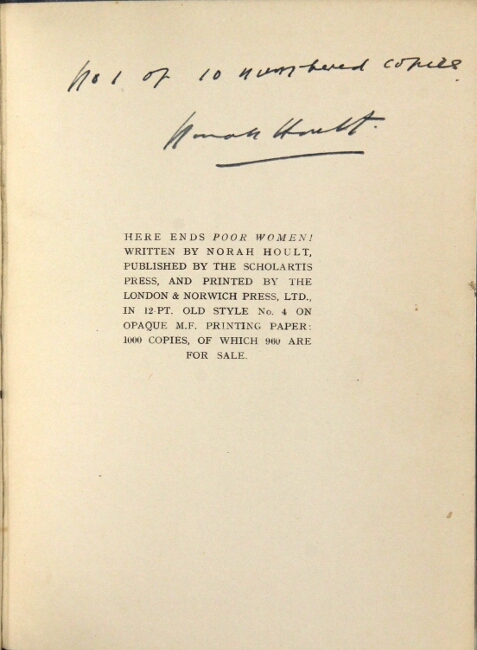 No 1 of 10 numbered copies.
Norah Hoult.
HERE ENDS POOR WOMEN!
WRITTEN BY NORAH HOULT,
PUBLISHED BY THE SCHOLARTIS
PRESS, AND PRINTED BY THE
LONDON & NORWICH PRESS, LTD.,
IN 12-PT. OLD STYLE No. 4 ON
OPAQUE M.F. PRINTING PAPER:
1000 COPIES, OF WHICH 960 ARE
FOR SALE.